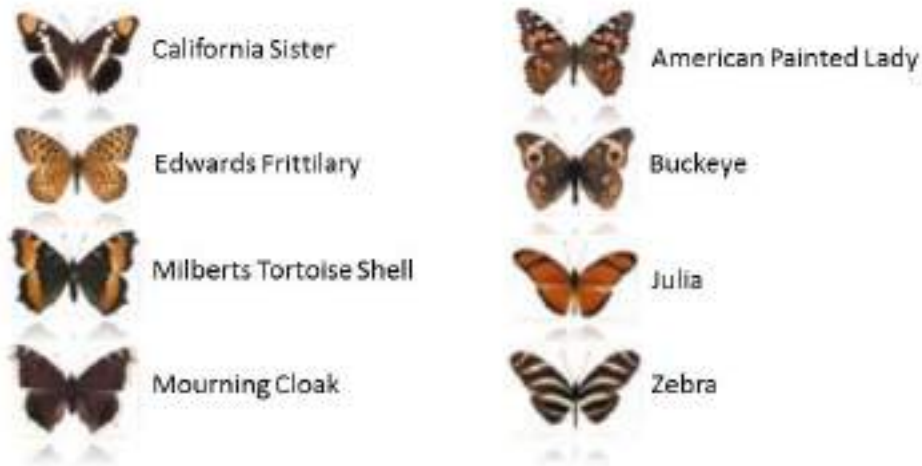 California Sister
Edwards Frittilary
Milberts Tortoise Shell
Mourning Cloak
American Painted Lady
Buckeye
Julia
Zebra